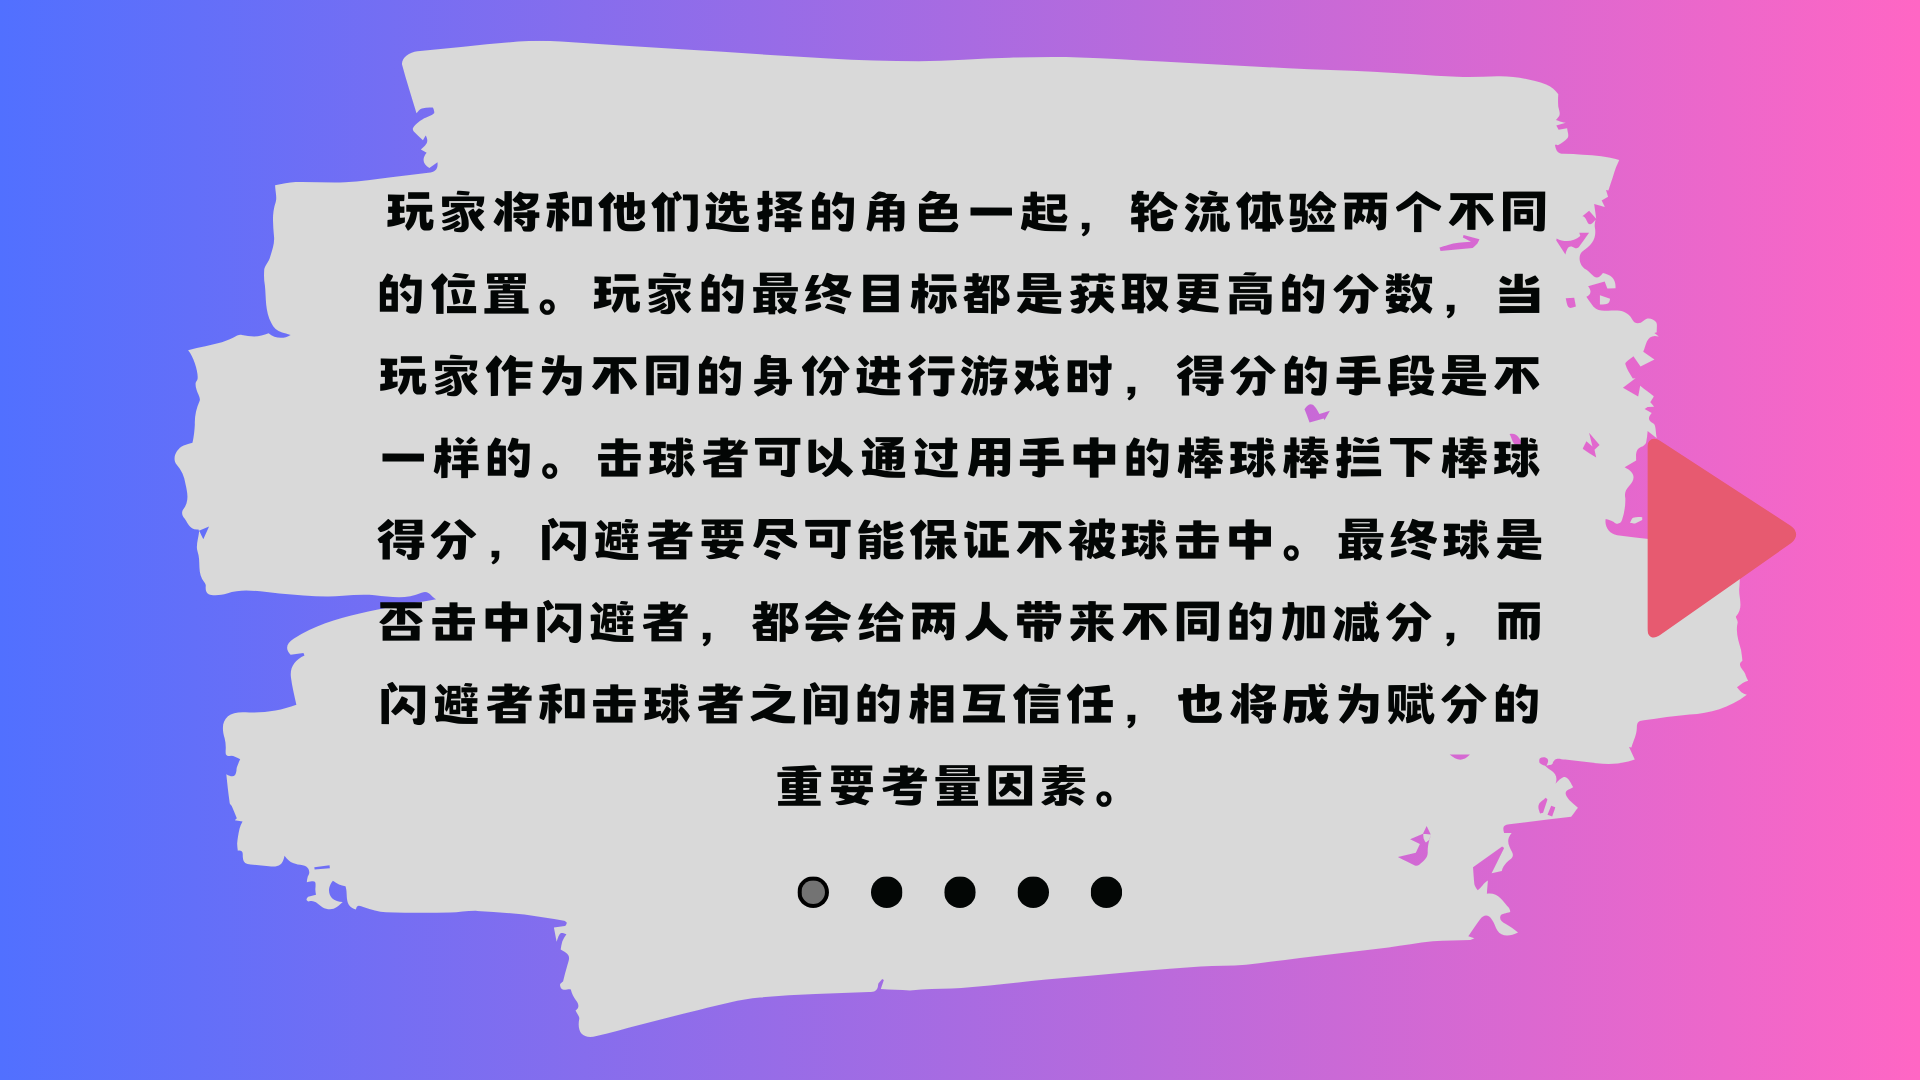 玩家将和他们选择的角色一起，轮流体验两个不同
的位置。玩家的最终目标都是获取更高的分数，当
玩家作为不同的身份进行游戏时，得分的手段是不
一样的。击球者可以通过用手中的棒球棒拦下棒球
得分，闪避者要尽可能保证不被球击中。最终球是
否击中闪避者，都会给两人带来不同的加减分，而
闪避者和击球者之间的相互信任，也将成为赋分的
重要考量因素。